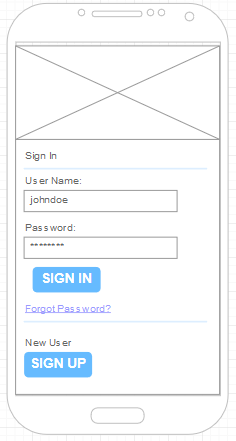 Sign In
User Name:
johndoe
Password:
********
SIGN IN
Forgot Password?
New User
SIGN UP